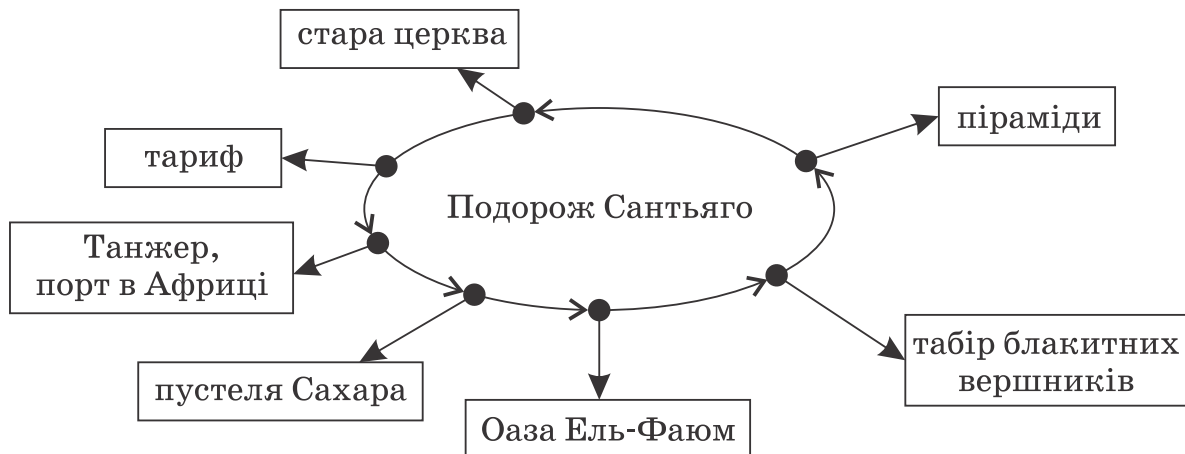 стара церква
піраміди
тариф
Подорож Сантьяго
Танжер,
порт в Африці
табір блакитних
вершників
пустеля Сахара
Оаза Ель-Фаюм